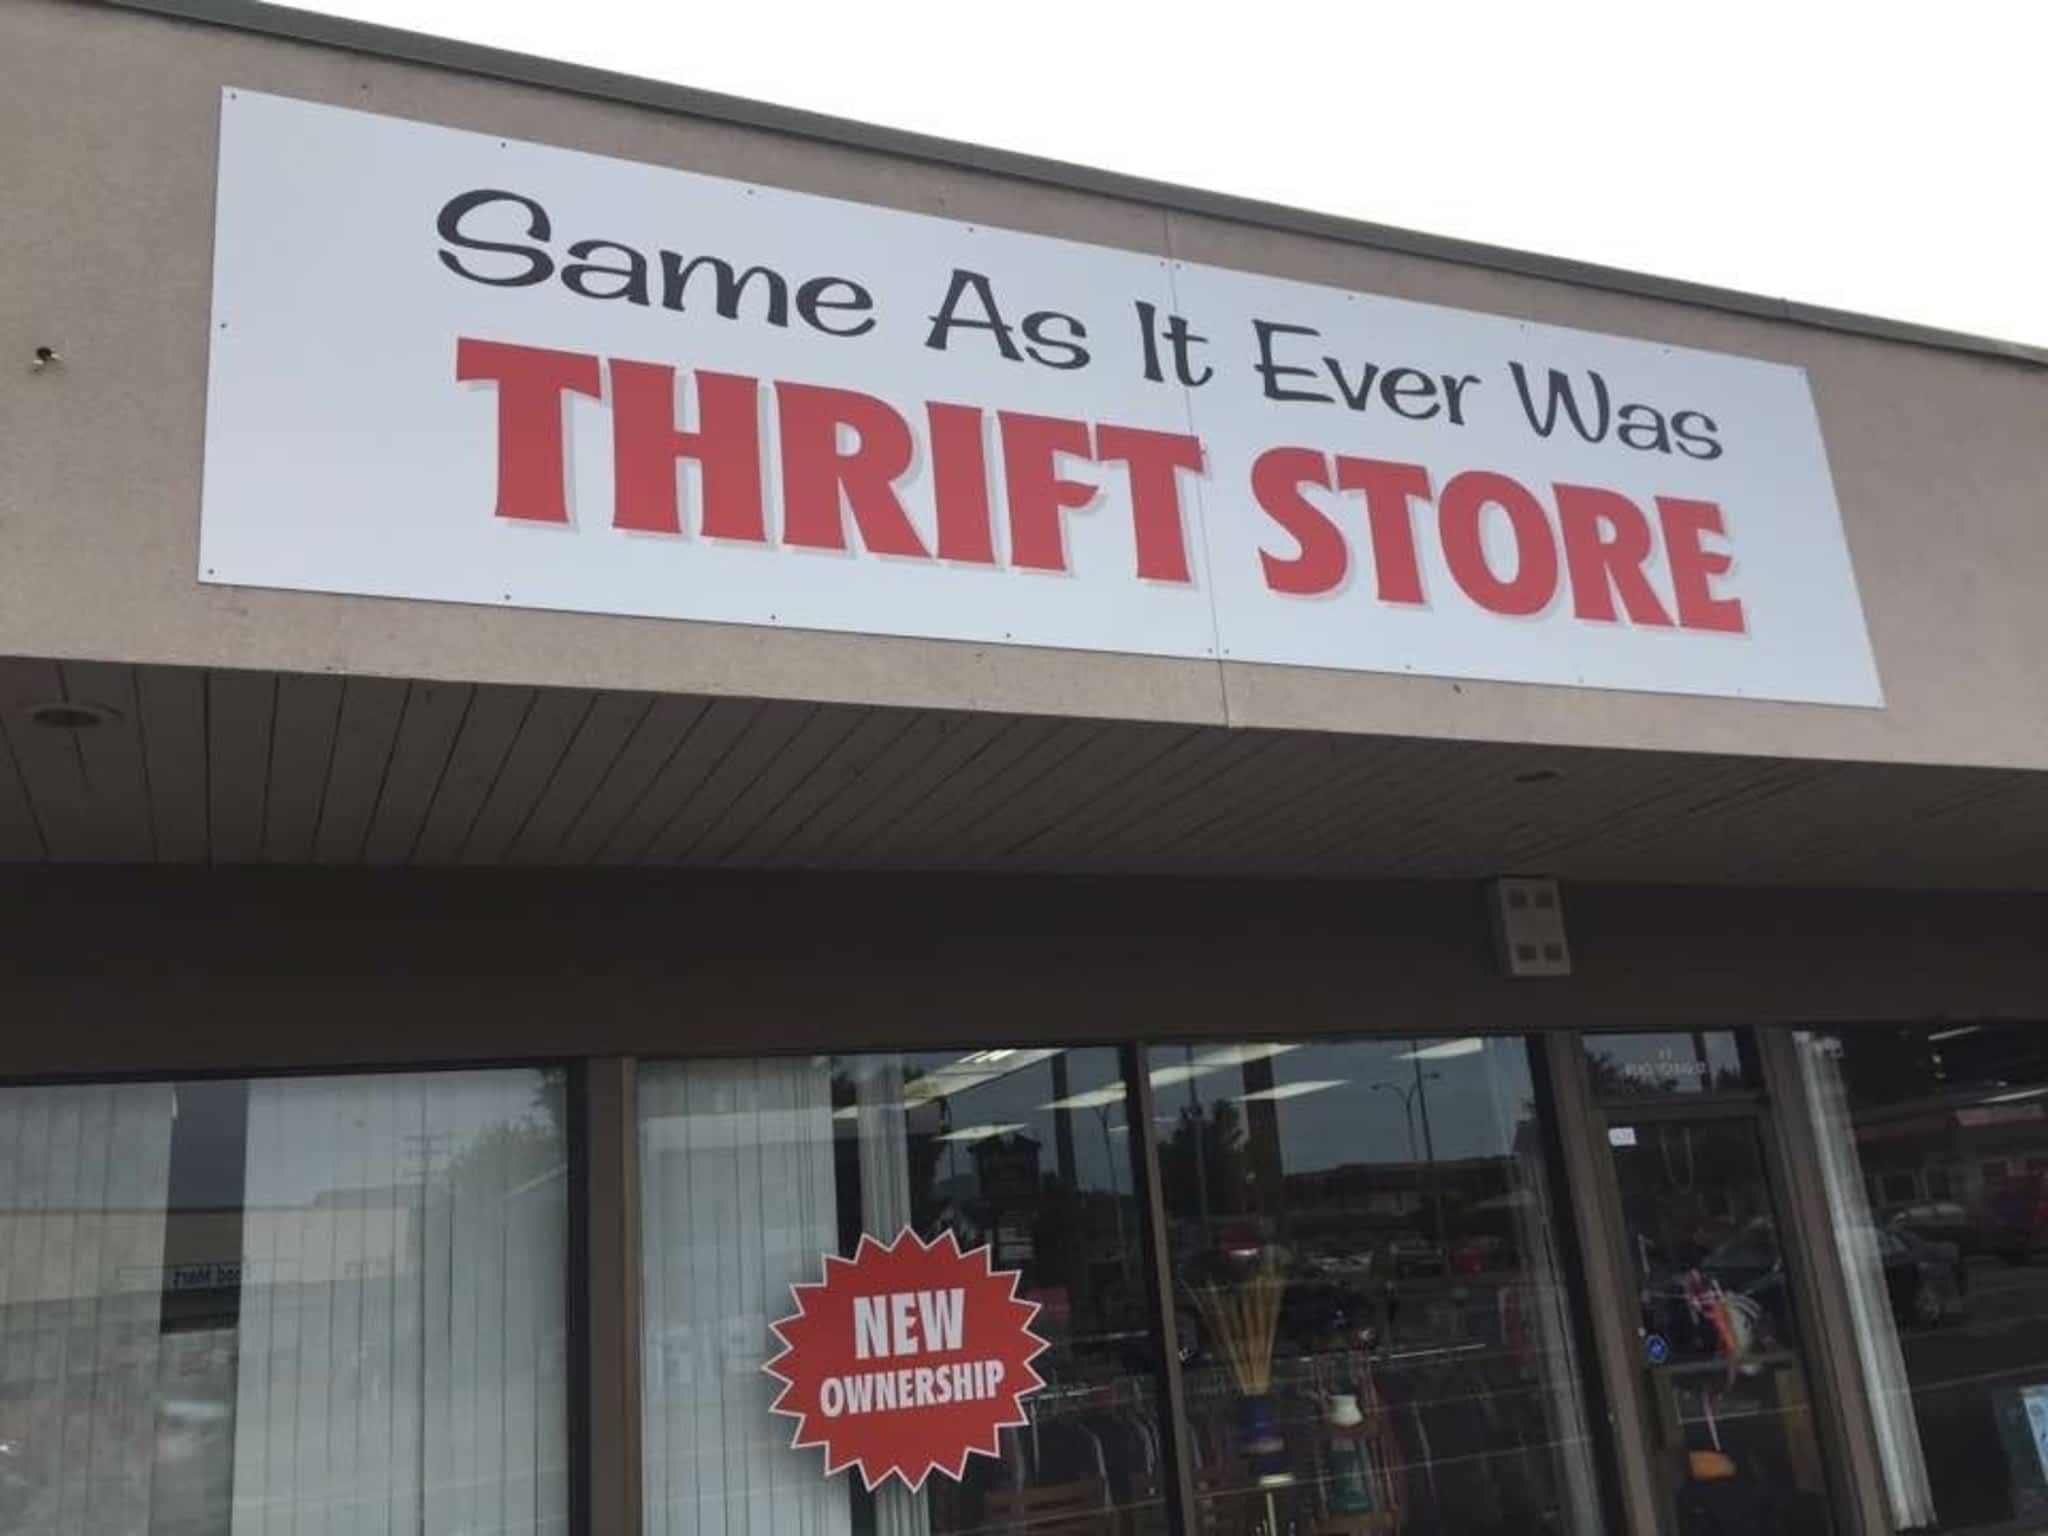 Same As It Ever Was
THRIFT STORE
NEW
OWNERSHIP